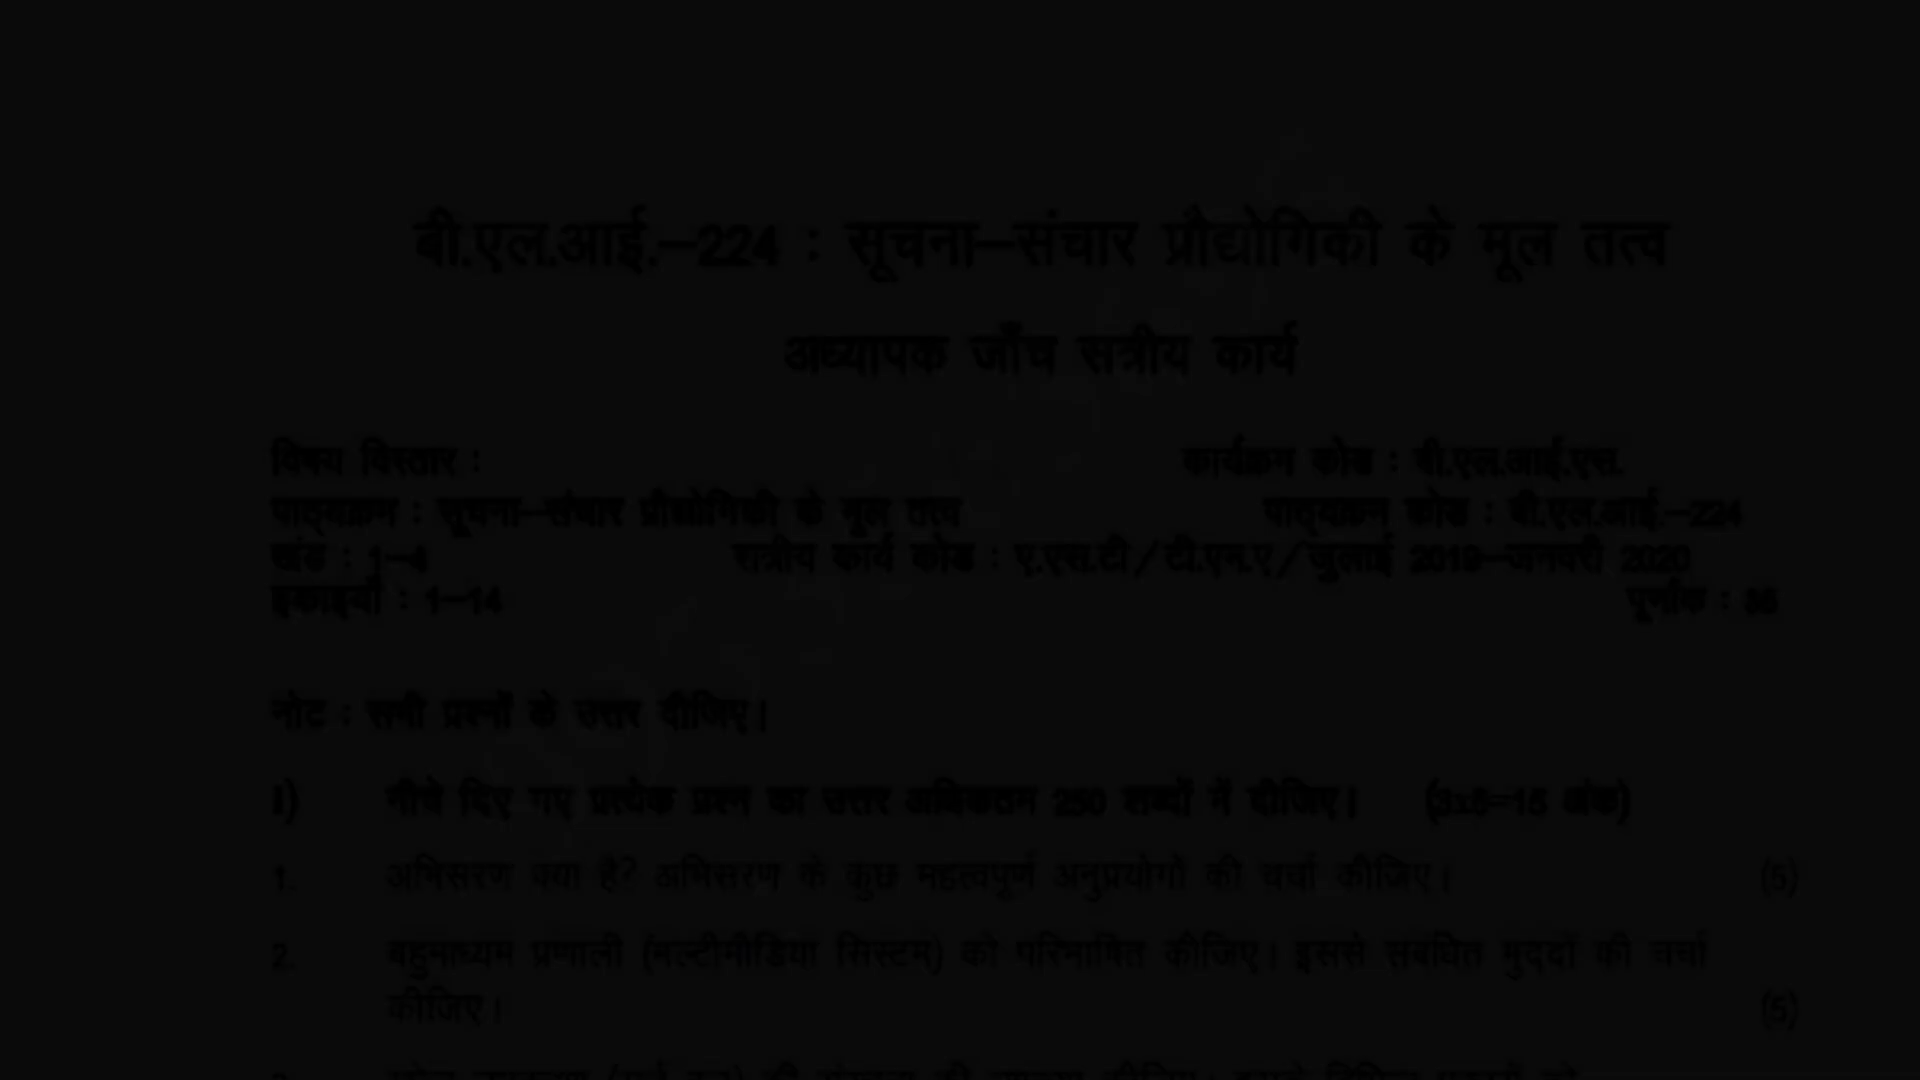 बी.एल.आई.–224 : सूचना–संचार प्रौद्योगिकी के मूल तत्व
अध्यापक जाँच सत्रीय कार्य
विषय विस्तार :
कार्यक्रम कोड : बी.एल.आई.एस.
पाठ्यक्रम : सूचना–संचार प्रौद्योगिकी के मूल तत्व
पाठ्यक्रम कोड : बी.एल.आई.–224
खंड : 1–4
सत्रीय कार्य कोड : ए.एस.टी/टी.एम.ए/जुलाई 2019–जनवरी 2020
इकाइयाँ : 1–14
पूर्णांक :
नोट : सभी प्रश्नों के उत्तर दीजिए।
I) नीचे दिए गए प्रत्येक प्रश्न का उत्तर अधिकतम 250 शब्दों में दीजिए। (3x5=15 अंक)
1. अभिसरण क्या है? अभिसरण के कुछ महत्वपूर्ण अनुप्रयोगों की चर्चा कीजिए। (5)
2. बहुमाध्यम प्रणाली (मल्टीमीडिया सिस्टम) को परिभाषित कीजिए। इससे संबंधित मुद्दों की चर्चा
कीजिए। (5)